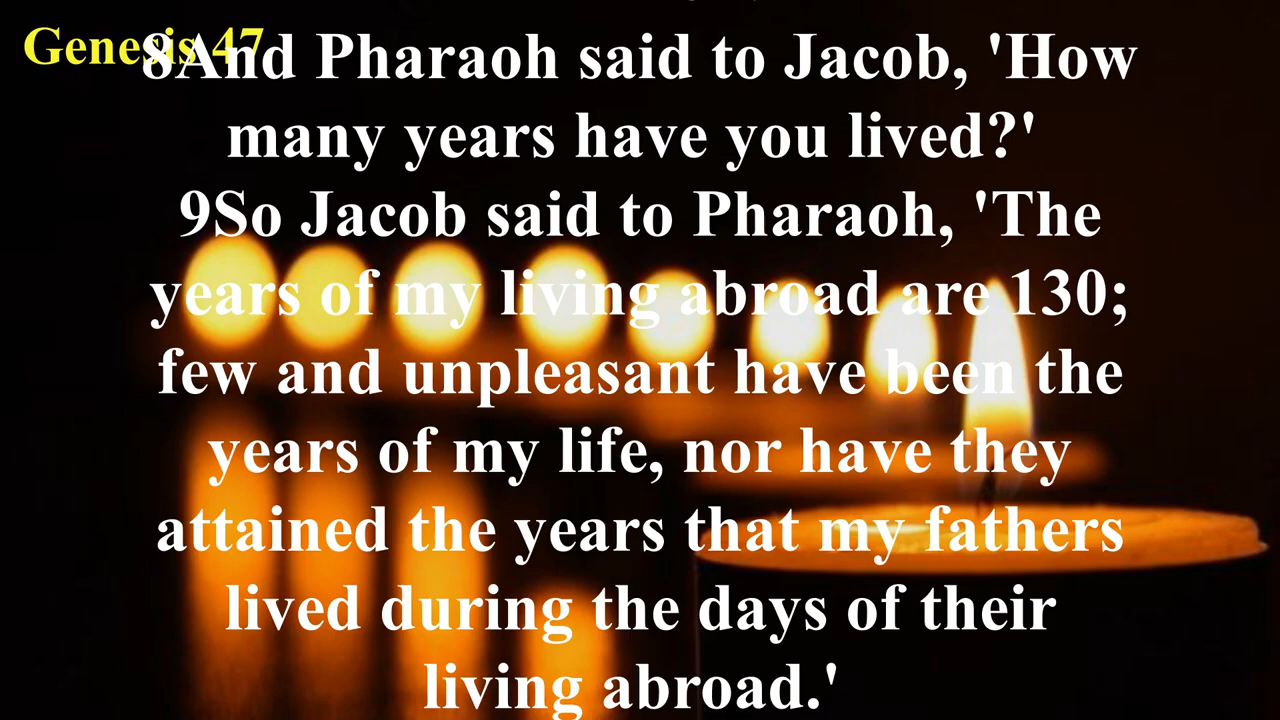 Genesis 47
8And Pharaoh said to Jacob, 'How
many years have you lived?'
9So Jacob said to Pharaoh, 'The
years of my living abroad are 130;
few and unpleasant have been the
years of my life, nor have they
attained the years that my fathers
lived during the days of their
living abroad.'